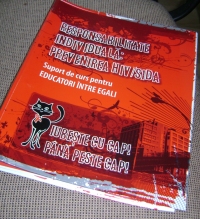 RESPONSABILITATE
INDIVIDUALĂ:
PREVENIREA HIV/SIDA
Suport de curs pentru
EDUCATORI ÎNTRE EGALI
IUBEȘTE CU CAP!
PÂNĂ PESTE CAP!